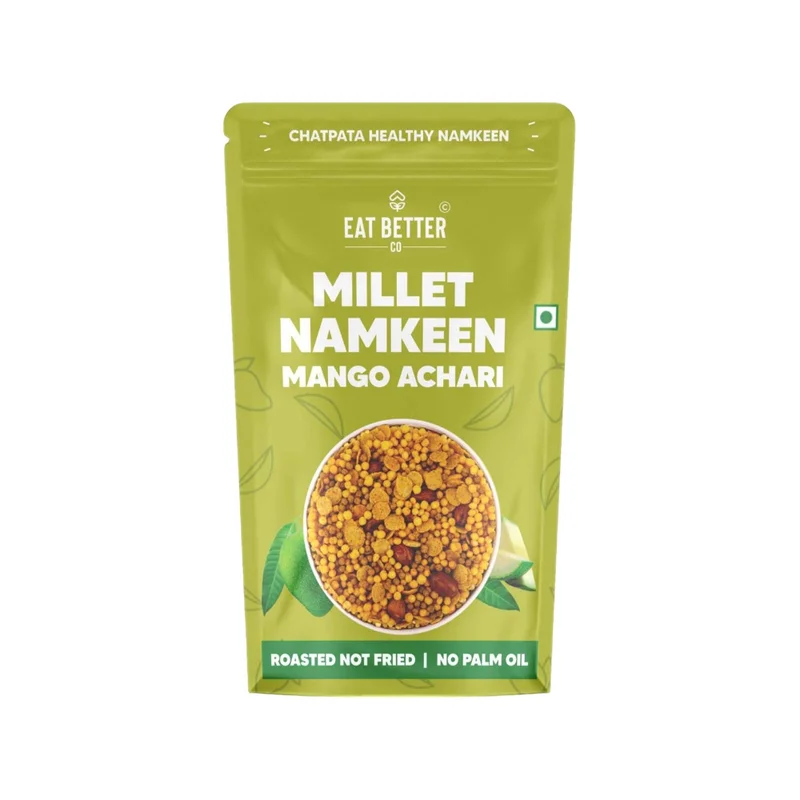 CHATPATA HEALTHY NAMKEEN
©
EAT BETTER
CO
MILLET
NAMKEEN
MANGO ACHARI
ROASTED NOT FRIED | NO PALM OIL